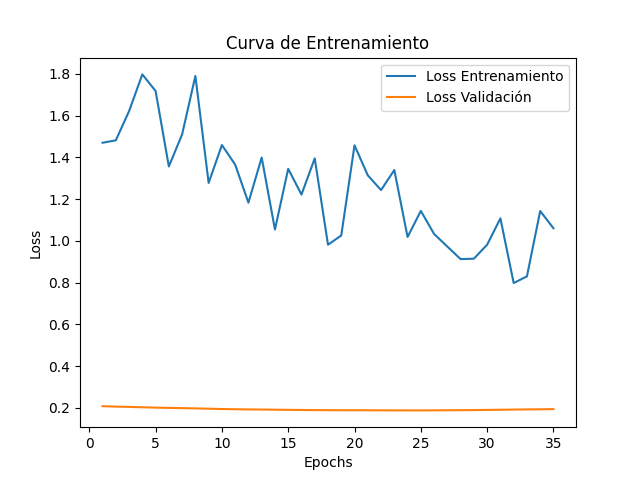 Curva de Entrenamiento
Loss Entrenamiento
Loss Validación
Loss
1.8
1.6
1.4
1.2
1.0
0.8
0.6
0.4
0.2
0 5 10 15 20 25 30 35
Epochs